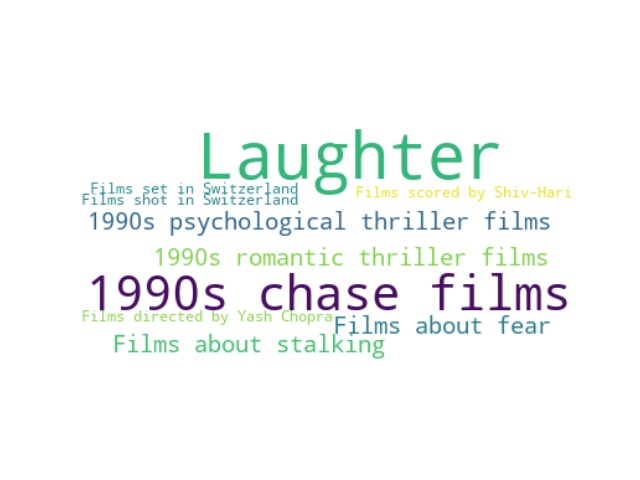 Laughter
Films set in Switzerland
Films scored by Shiv-Hari
Films shot in Switzerland
1990s psychological thriller films
1990s romantic thriller films
1990s chase films
Films directed by Yash Chopra
Films about fear
Films about stalking